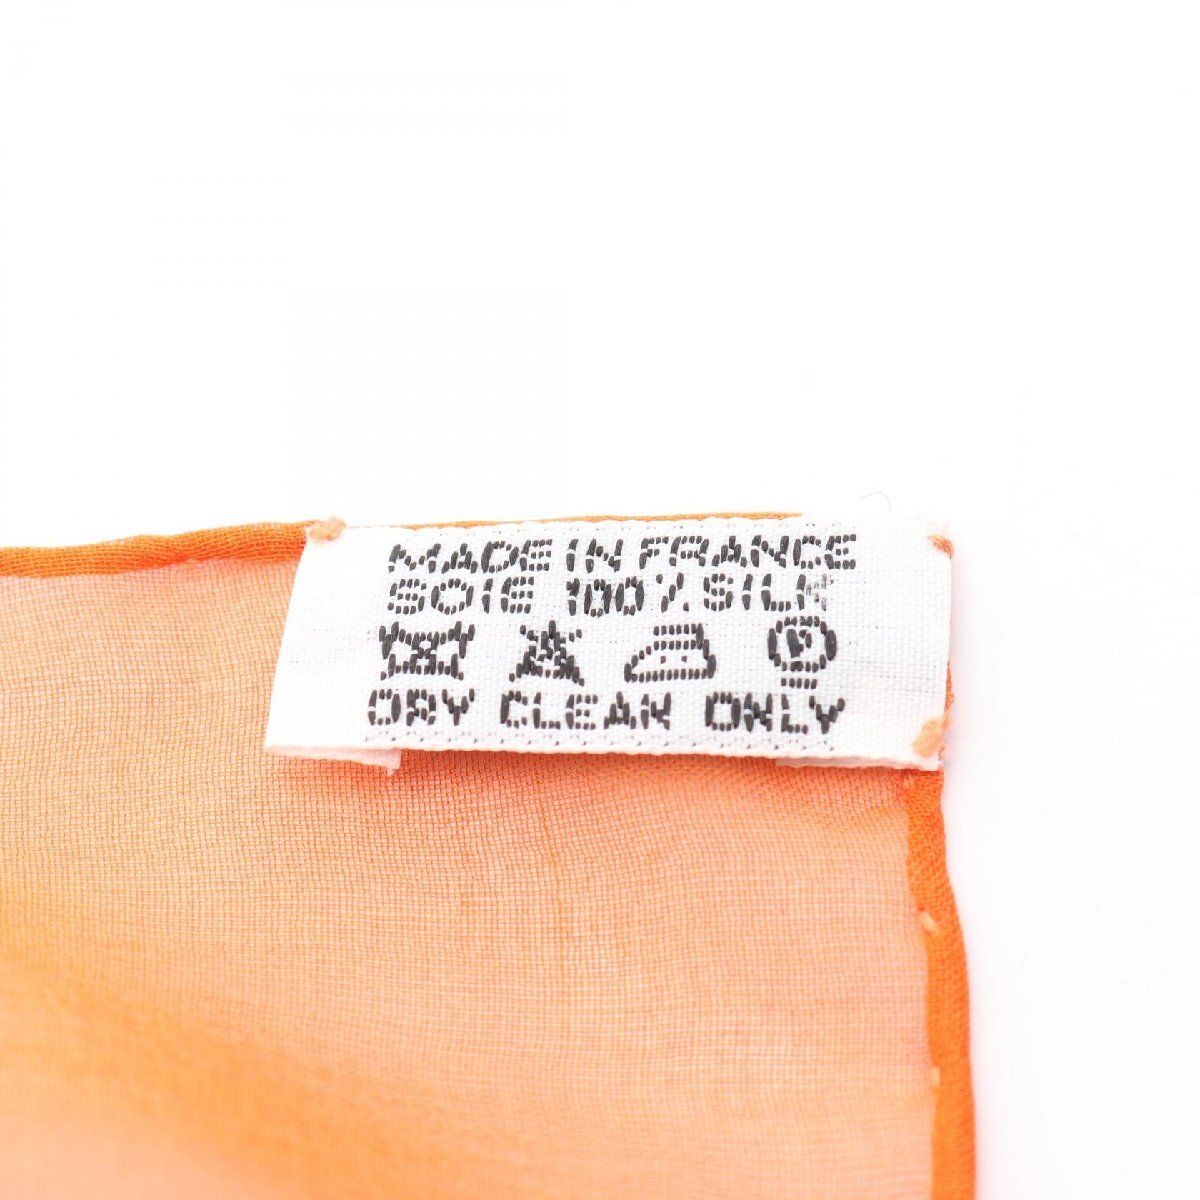 MADE IN FRANCE
SOIE 100% SILK
P
DRY CLEAN ONLY